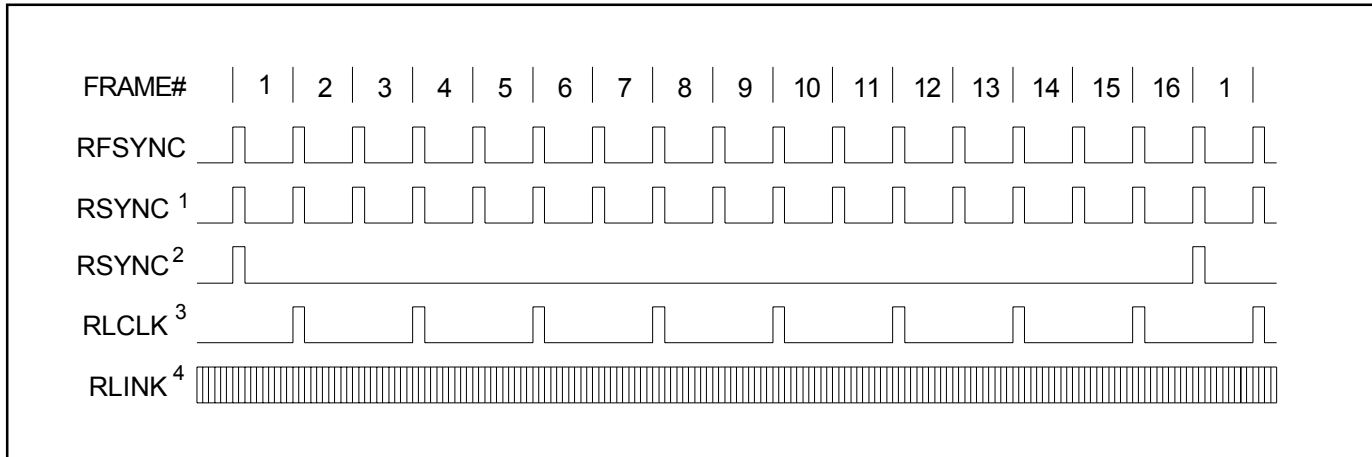 FRAME# 1 2 3 4 5 6 7 8 9 10 11 12 13 14 15 16 1
RFSYNC
RSYNC 1
RSYNC 2
RLCLK 3
RLINK 4